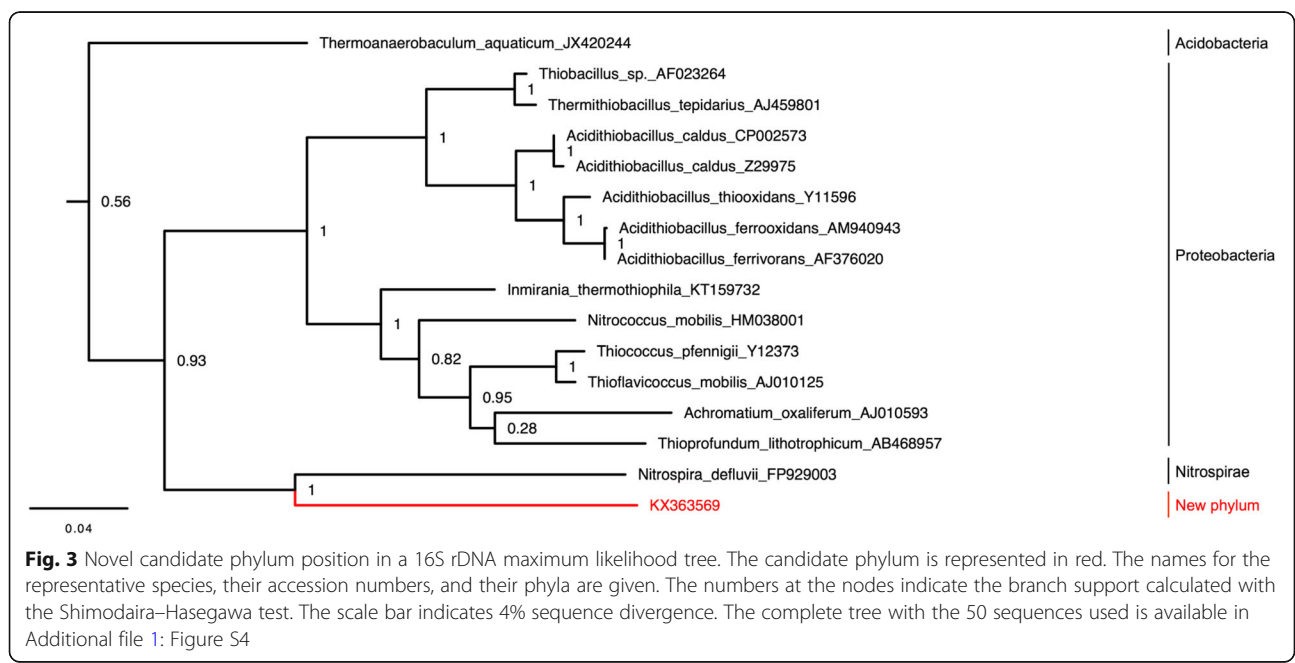 Thermoanaerobaculum_aquaticum_JX420244
Acidobacteria
Thiobacillus_sp._AF023264
1
Thermithiobacillus_tepidarius_AJ459801
1
Acidithiobacillus_caldus_CP002573
1
Acidithiobacillus_caldus_Z29975
1
Acidithiobacillus_thiooxidans_Y11596
0.56
1
Acidithiobacillus_ferrooxidans_AM940943
1
1
Acidithiobacillus_ferrivorans_AF376020
Proteobacteria
Inmirania_thermothiophila_KT159732
1
Nitrococcus_mobilis_HM038001
0.93
0.82
Thiococcus_pfennigii_Y12373
1
Thioflavicoccus_mobilis_AJ010125
0.95
Achromatium_oxaliferum_AJ010593
0.28
Thioprofundum_lithotrophicum_AB468957
Nitrospira_defluvii_FP929003
Nitrospirae
1
KX363569
New phylum
0.04
Fig. 3 Novel candidate phylum position in a 16S rDNA maximum likelihood tree. The candidate phylum is represented in red. The names for the
representative species, their accession numbers, and their phyla are given. The numbers at the nodes indicate the branch support calculated with
the Shimodaira–Hasegawa test. The scale bar indicates 4% sequence divergence. The complete tree with the 50 sequences used is available in
Additional file 1: Figure S4